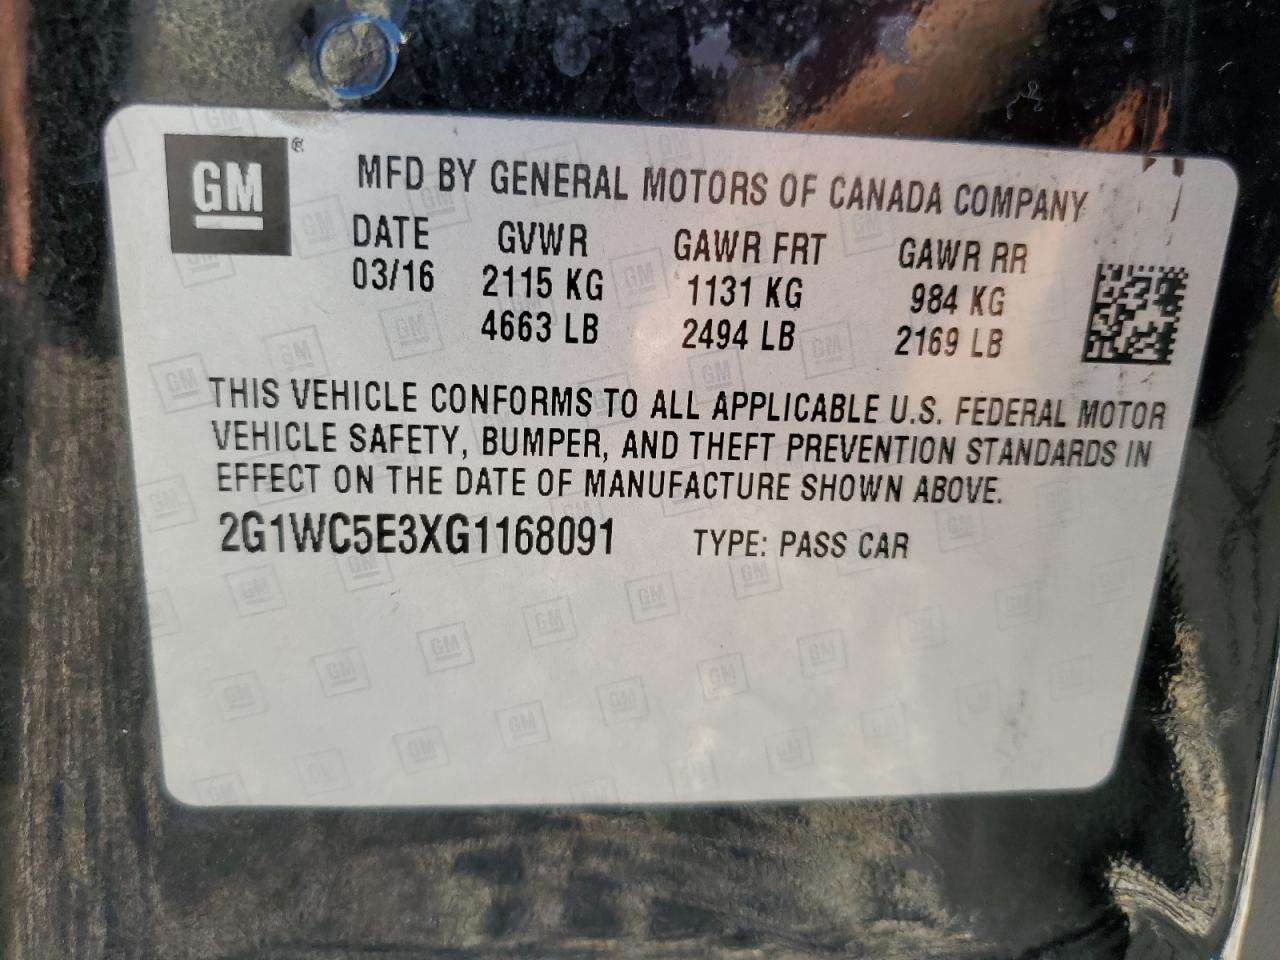 GM ®
MFD BY GENERAL MOTORS OF CANADA COMPANY
DATE GVWR GAWR FRT GAWR RR
03/16 2115 KG 1131 KG 984 KG
4663 LB 2494 LB 2169 LB
THIS VEHICLE CONFORMS TO ALL APPLICABLE U.S. FEDERAL MOTOR
VEHICLE SAFETY, BUMPER, AND THEFT PREVENTION STANDARDS IN
EFFECT ON THE DATE OF MANUFACTURE SHOWN ABOVE.
2G1WC5E3XG1168091 TYPE: PASS CAR